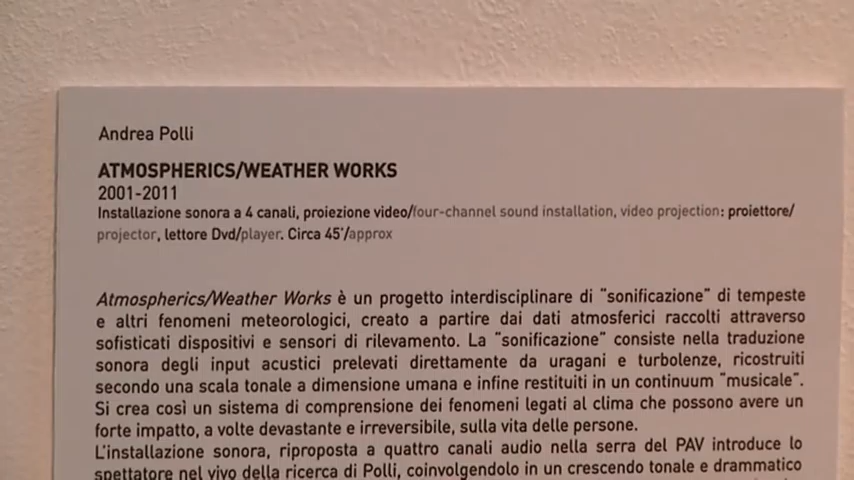 Andrea Polli
ATMOSPHERICS/WEATHER WORKS
2001-2011
Installazione sonora a 4 canali, proiezione video/four-channel sound installation, video projection: proiettore/
projector, lettore Dvd/player. Circa 45'/approx
Atmospherics/Weather Works è un progetto interdisciplinare di "sonificazione" di tempeste
e altri fenomeni meteorologici, creato a partire dai dati atmosferici raccolti attraverso
sofisticati dispositivi e sensori di rilevamento. La "sonificazione" consiste nella traduzione
sonora degli input acustici prelevati direttamente da uragani e turbolenze, ricostruiti
secondo una scala tonale a dimensione umana e infine restituiti in un continuum "musicale".
Si crea così un sistema di comprensione dei fenomeni legati al clima che possono avere un
forte impatto, a volte devastante e irreversibile, sulla vita delle persone.
L'installazione sonora, riproposta a quattro canali audio nella serra del PAV introduce lo
spettatore nel vivo della ricerca di Polli, coinvolgendolo in un crescendo tonale e drammatico